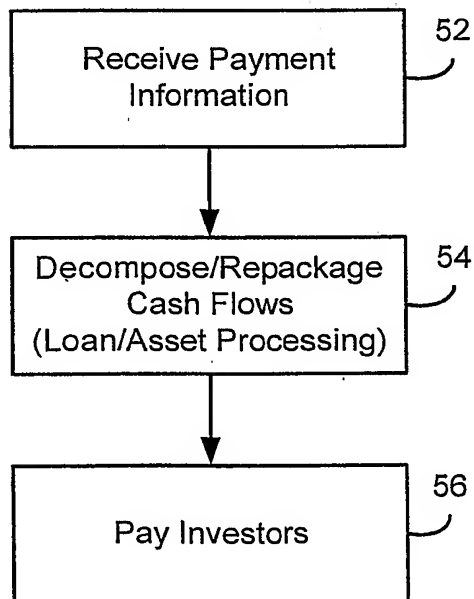 52
Receive Payment
Information
54
Decompose/Repackage
Cash Flows
(Loan/Asset Processing)
56
Pay Investors